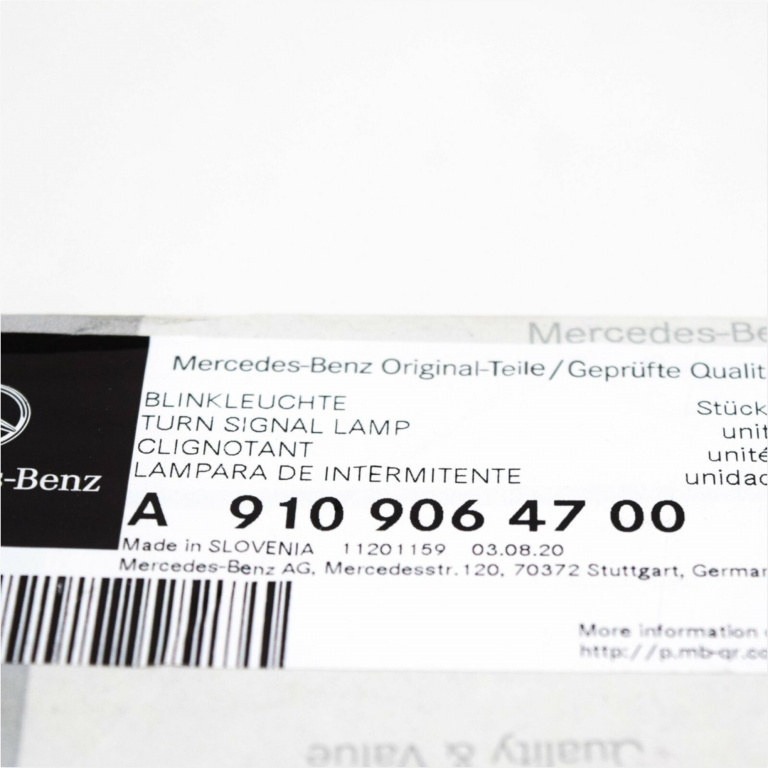 Mercedes-Be
Mercedes-Benz Original-Teile/Geprüfte Qualit
BLINKLEUCHTE Stück
TURN SIGNAL LAMP unit
CLIGNOTANT unité
LAMPARA DE INTERMITENTE unidad
s-Benz
A 910 906 47 00
Made in SLOVENIA 11201159 03.08.20
Mercedes-Benz AG, Mercedesstr.120, 70372 Stuttgart, German
More information
http://p.mb-qr.co
Quality & Value